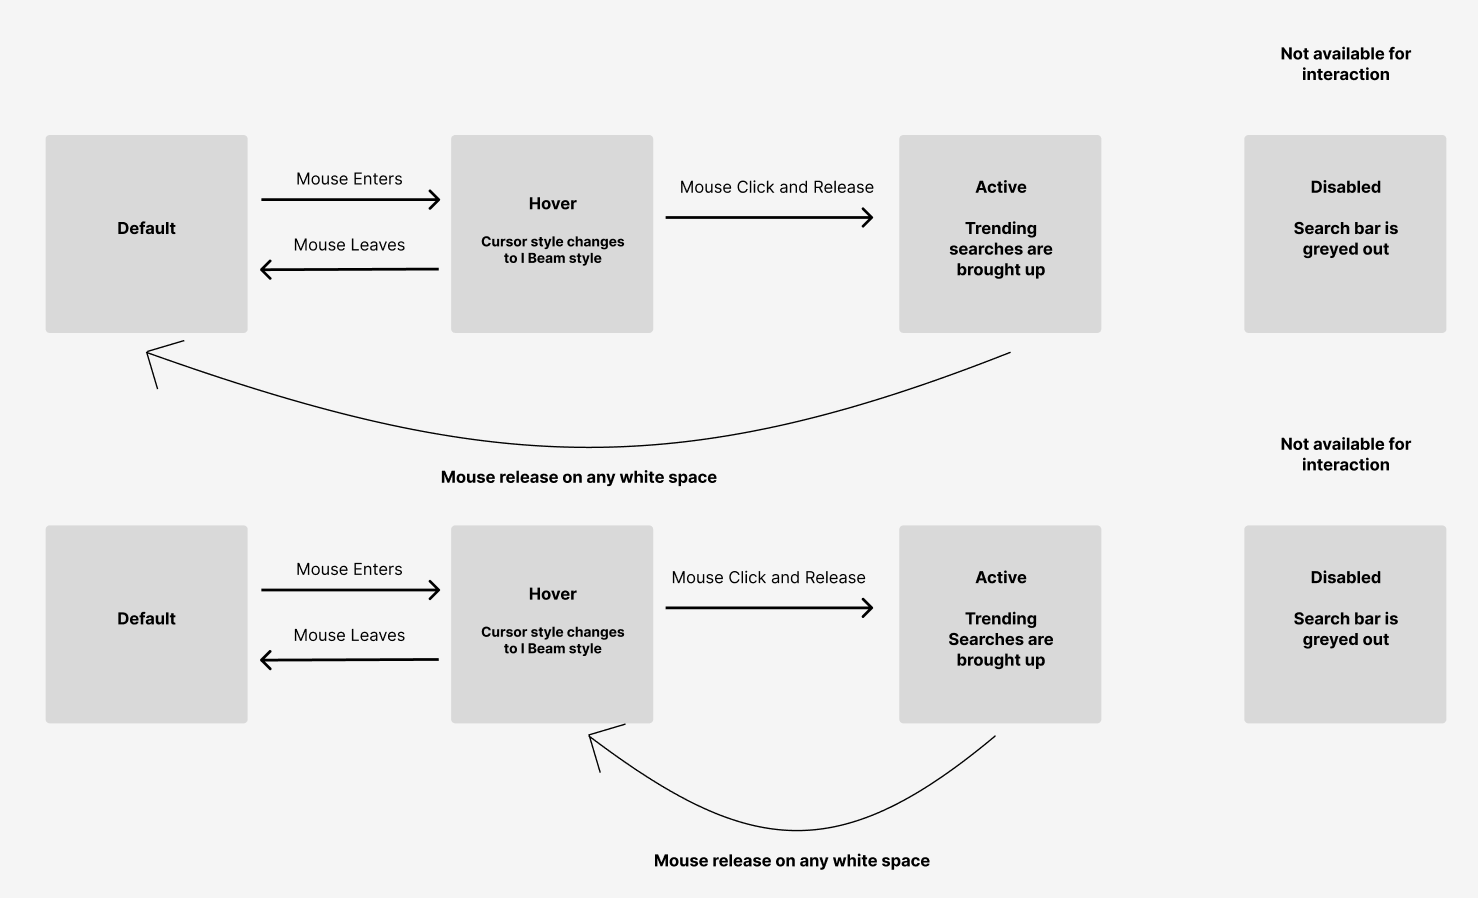 Not available for
interaction
Default
Mouse Enters
Mouse Leaves
Hover
Cursor style changes
to I Beam style
Mouse Click and Release
Active
Trending
searches are
brought up
Disabled
Search bar is
greyed out
Mouse release on any white space
Not available for
interaction
Default
Mouse Enters
Mouse Leaves
Hover
Cursor style changes
to I Beam style
Mouse Click and Release
Active
Trending
Searches are
brought up
Disabled
Search bar is
greyed out
Mouse release on any white space